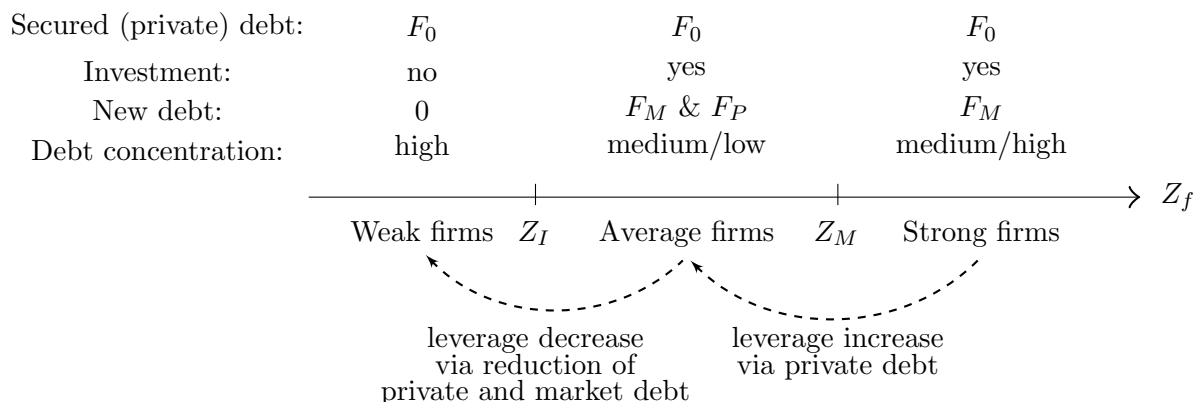 Secured (private) debt: F_0 F_0 F_0
Investment: no yes yes
New debt: 0 F_M & F_P F_M
Debt concentration: high medium/low medium/high
Z_f
Weak firms Z_I Average firms Z_M Strong firms
leverage decrease
via reduction of
private and market debt
leverage increase
via private debt